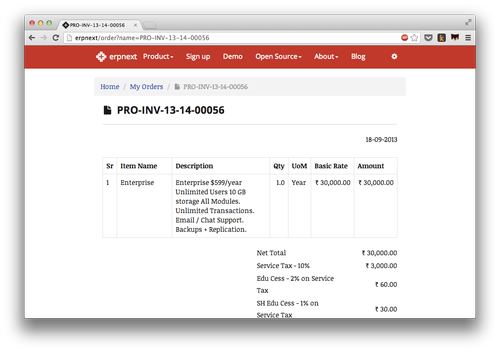 PRO-INV-13-14-00056
erpnext/order?name=PRO-INV-13-14-00056
erpnext Product Sign up Demo Open Source About Blog
Home / My Orders / PRO-INV-13-14-00056
PRO-INV-13-14-00056
18-09-2013
Sr Item Name Description Qty UoM Basic Rate Amount
1 Enterprise Enterprise $599/year 1.0 Year ₹ 30,000.00 ₹ 30,000.00
Unlimited Users 10 GB
storage All Modules.
Unlimited Transactions.
Email / Chat Support.
Backups + Replication.
Net Total ₹ 30,000.00
Service Tax - 10% ₹ 3,000.00
Edu Cess - 2% on Service
Tax ₹ 60.00
SH Edu Cess - 1% on
Service Tax ₹ 30.00